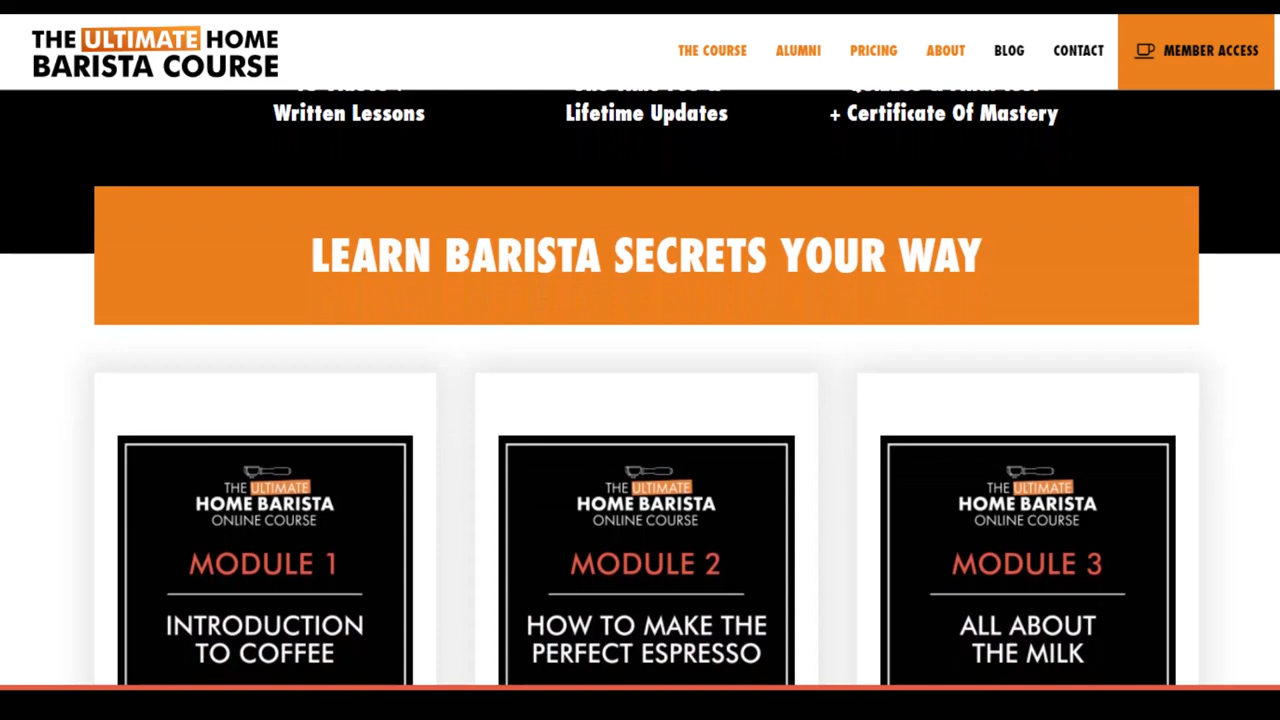 THE ULTIMATE HOME
BARISTA COURSE
THE COURSE
ALUMNI
PRICING
ABOUT
BLOG
CONTACT
MEMBER ACCESS
Written Lessons
Lifetime Updates
+ Certificate Of Mastery
LEARN BARISTA SECRETS YOUR WAY
THE ULTIMATE
HOME BARISTA
ONLINE COURSE
MODULE 1
INTRODUCTION
TO COFFEE
THE ULTIMATE
HOME BARISTA
ONLINE COURSE
MODULE 2
HOW TO MAKE THE
PERFECT ESPRESSO
THE ULTIMATE
HOME BARISTA
ONLINE COURSE
MODULE 3
ALL ABOUT
THE MILK